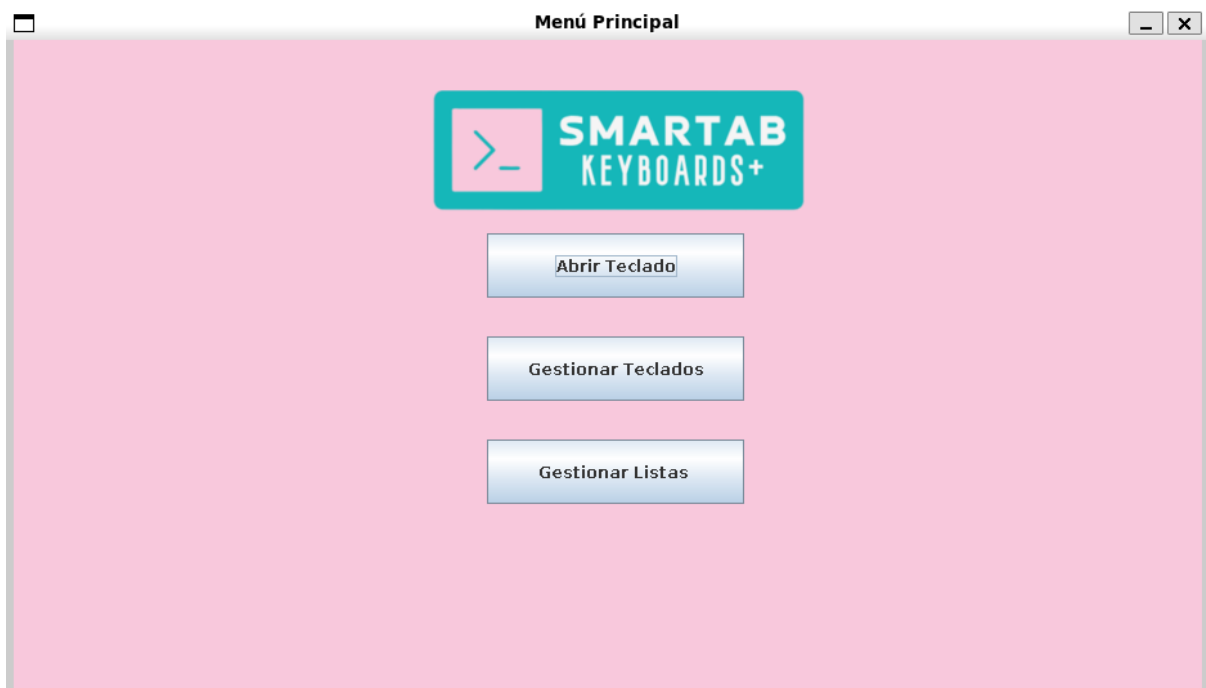 Menú Principal
>_
SMARTAB
KEYBOARDS+
Abrir Teclado
Gestionar Teclados
Gestionar Listas